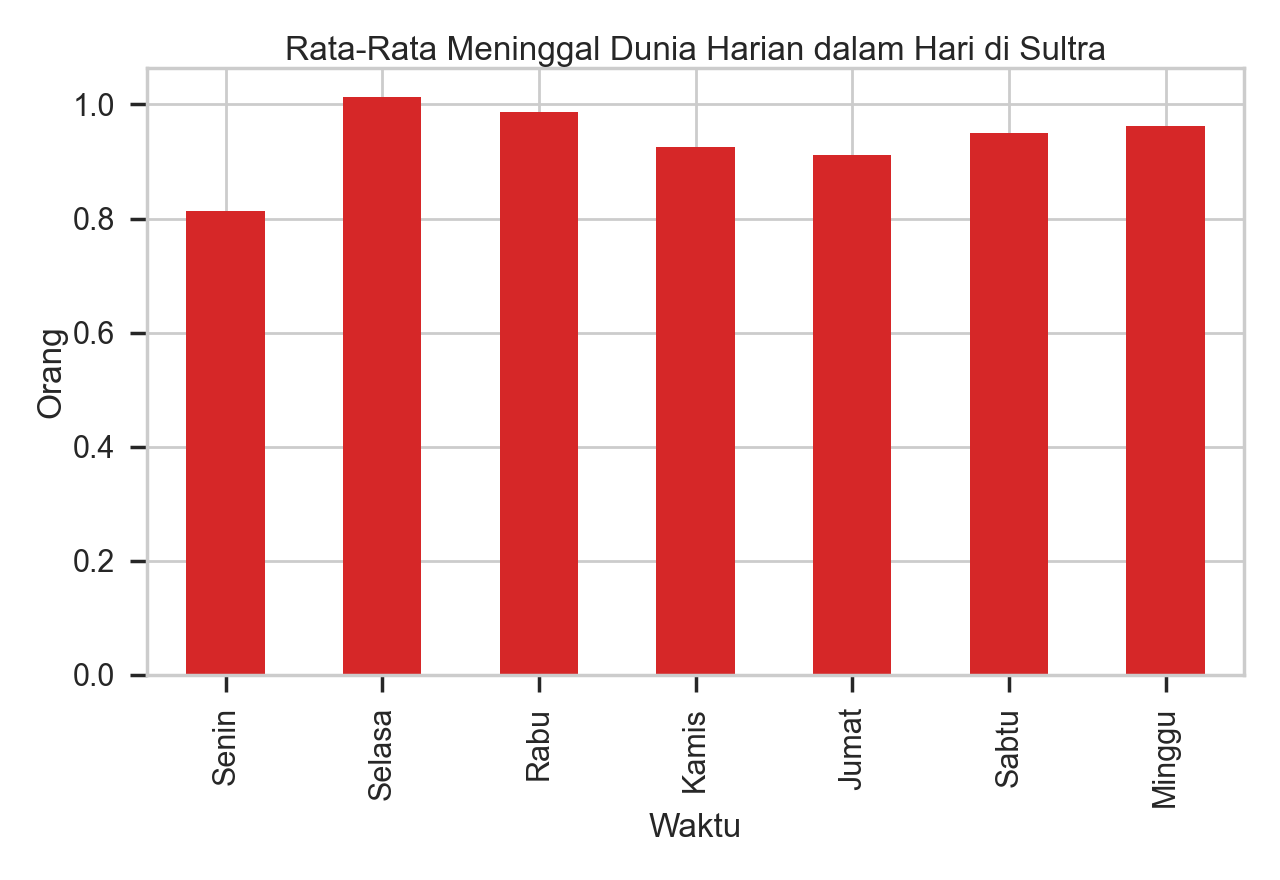 Rata-Rata Meninggal Dunia Harian dalam Hari di Sultra
1.0
0.8
0.6
0.4
0.2
0.0
Orang
Senin
Selasa
Rabu
Kamis
Jumat
Sabtu
Minggu
Waktu